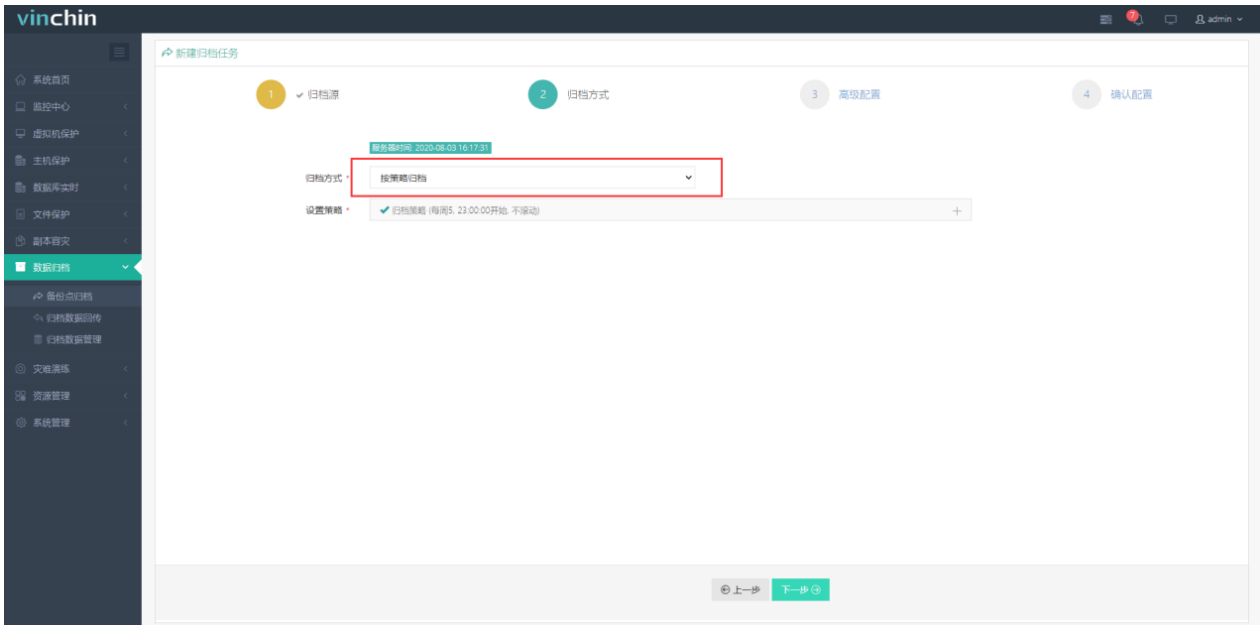 vinchin
7
admin
新建归档任务
系统首页
监控中心
虚拟机保护
主机保护
数据库实时
文件保护
副本容灾
数据归档
备份点归档
归档数据回传
归档数据管理
灾难演练
资源管理
系统管理
1 归档源
2 归档方式
3 高级配置
4 确认配置
服务器时间: 2020-08-03 16:17:31
归档方式 * 按策略归档
设置策略 * 归档策略 (每周5, 23:00:00开始, 不滚动)
上一步 下一步